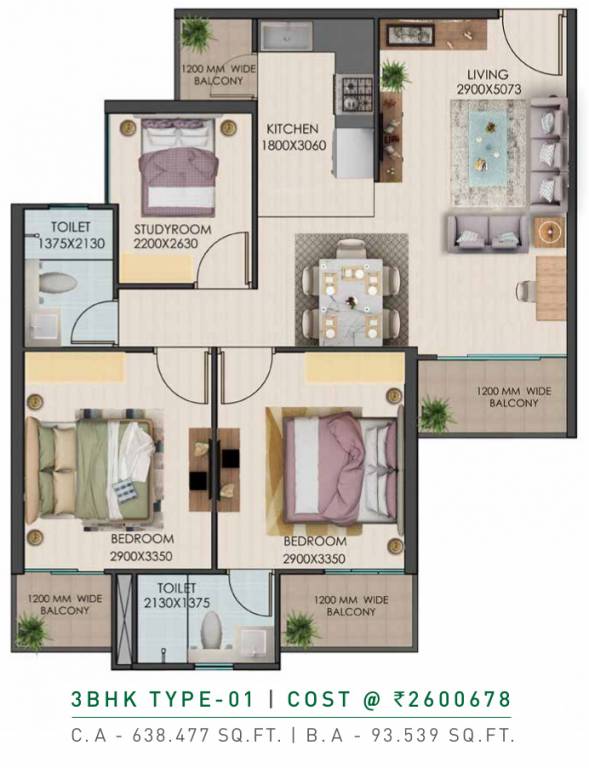 1200 MM WIDE
BALCONY
KITCHEN
1800X3060
LIVING
2900X5073
STUDYROOM
2200X2630
TOILET
1375X2130
1200 MM WIDE
BALCONY
BEDROOM
2900X3350
BEDROOM
2900X3350
1200 MM WIDE
BALCONY
TOILET
2130X1375
1200 MM WIDE
BALCONY
3BHK TYPE-01 | COST @ ₹2600678
C.A - 638.477 SQ.FT. | B.A - 93.539 SQ.FT.